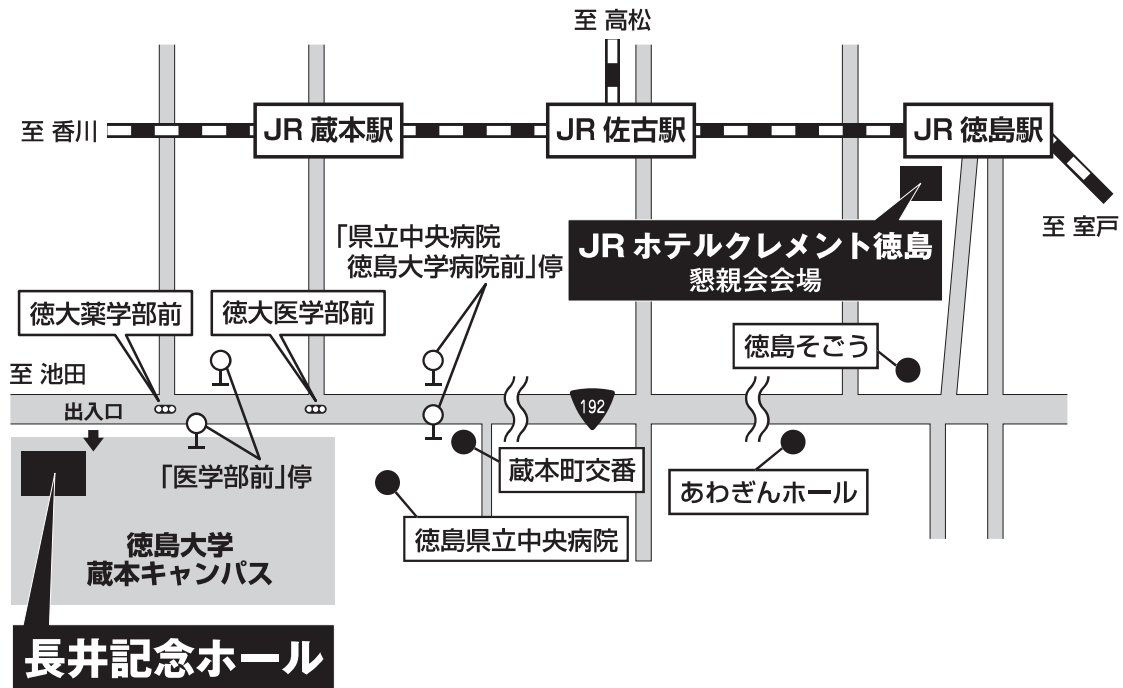 至 高松
至 香川
JR 蔵本駅
JR 佐古駅
JR 徳島駅
至 室戸
「県立中央病院
徳島大学病院前」停
JR ホテルクレメント徳島
懇親会会場
徳大薬学部前
徳大医学部前
徳島そごう
至 池田
出入口
192
「医学部前」停
蔵本町交番
あわぎんホール
徳島県立中央病院
徳島大学
蔵本キャンパス
長井記念ホール